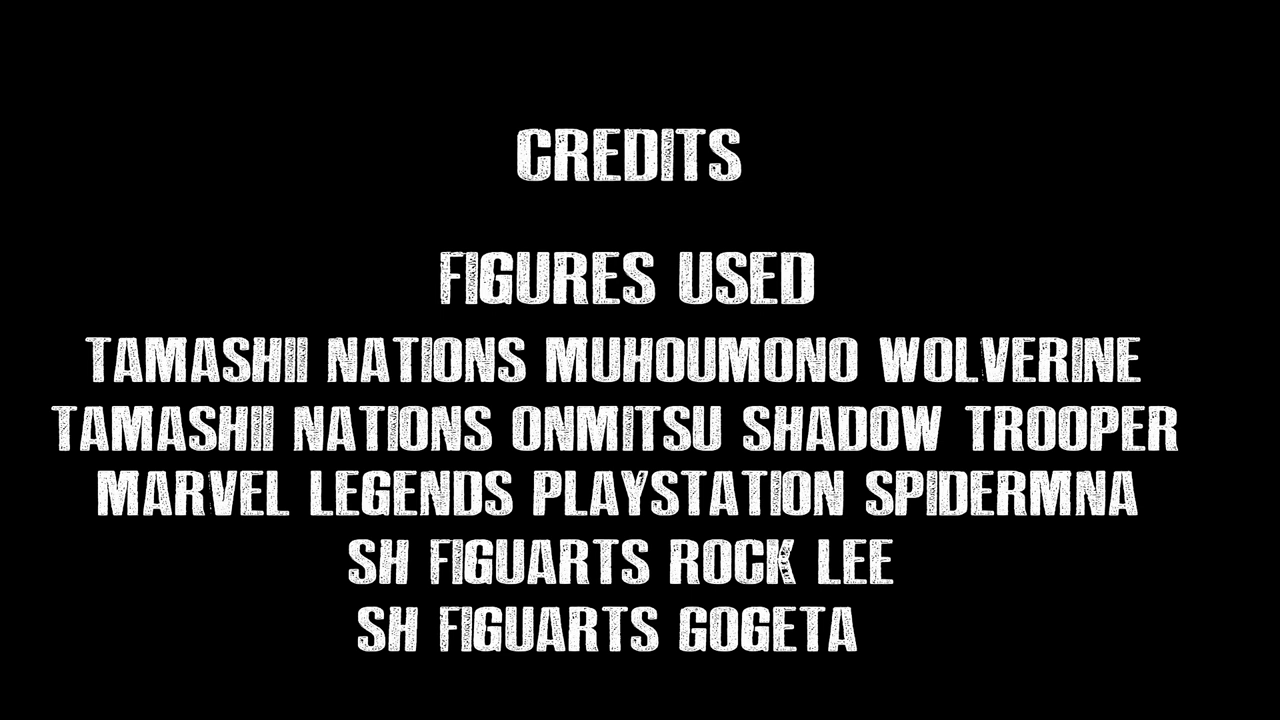 CREDITS
FIGURES USED
TAMASHII NATIONS MUHOUMONO WOLVERINE
TAMASHII NATIONS ONMITSU SHADOW TROOPER
MARVEL LEGENDS PLAYSTATION SPIDERMNA
SH FIGUARTS ROCK LEE
SH FIGUARTS GOGETA